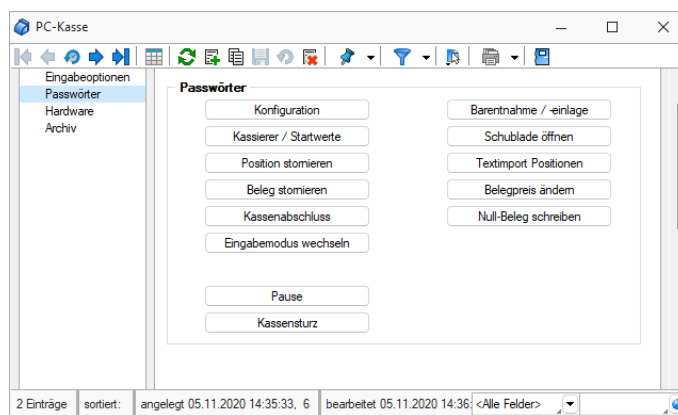 PC-Kasse
Eingabeoptionen
Passwörter
Hardware
Archiv
Passwörter
Konfiguration
Barentnahme / -einlage
Kassierer / Startwerte
Schublade öffnen
Position stornieren
Textimport Positionen
Beleg stornieren
Belegpreis ändern
Kassenabschluss
Null-Beleg schreiben
Eingabemodus wechseln
Pause
Kassensturz
2 Einträge sortiert: angelegt 05.11.2020 14:35:33, 6 bearbeitet 05.11.2020 14:36: <Alle Felder>